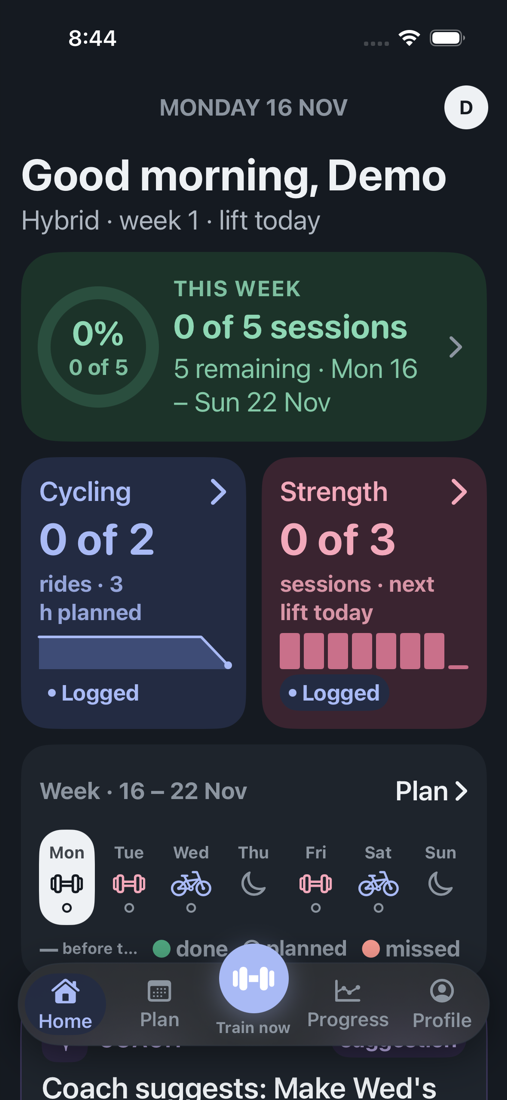 8:44
MONDAY 16 NOV
D
Good morning, Demo
Hybrid · week 1 · lift today
0%
0 of 5
THIS WEEK
0 of 5 sessions
5 remaining · Mon 16
– Sun 22 Nov
Cycling
0 of 2
rides · 3
h planned
• Logged
Strength
0 of 3
sessions · next
lift today
• Logged
Week · 16 – 22 Nov
Plan
Mon Tue Wed Thu Fri Sat Sun
before t... done planned missed
Home
Plan
Train now
Progress
Profile
Coach suggests: Make Wed's